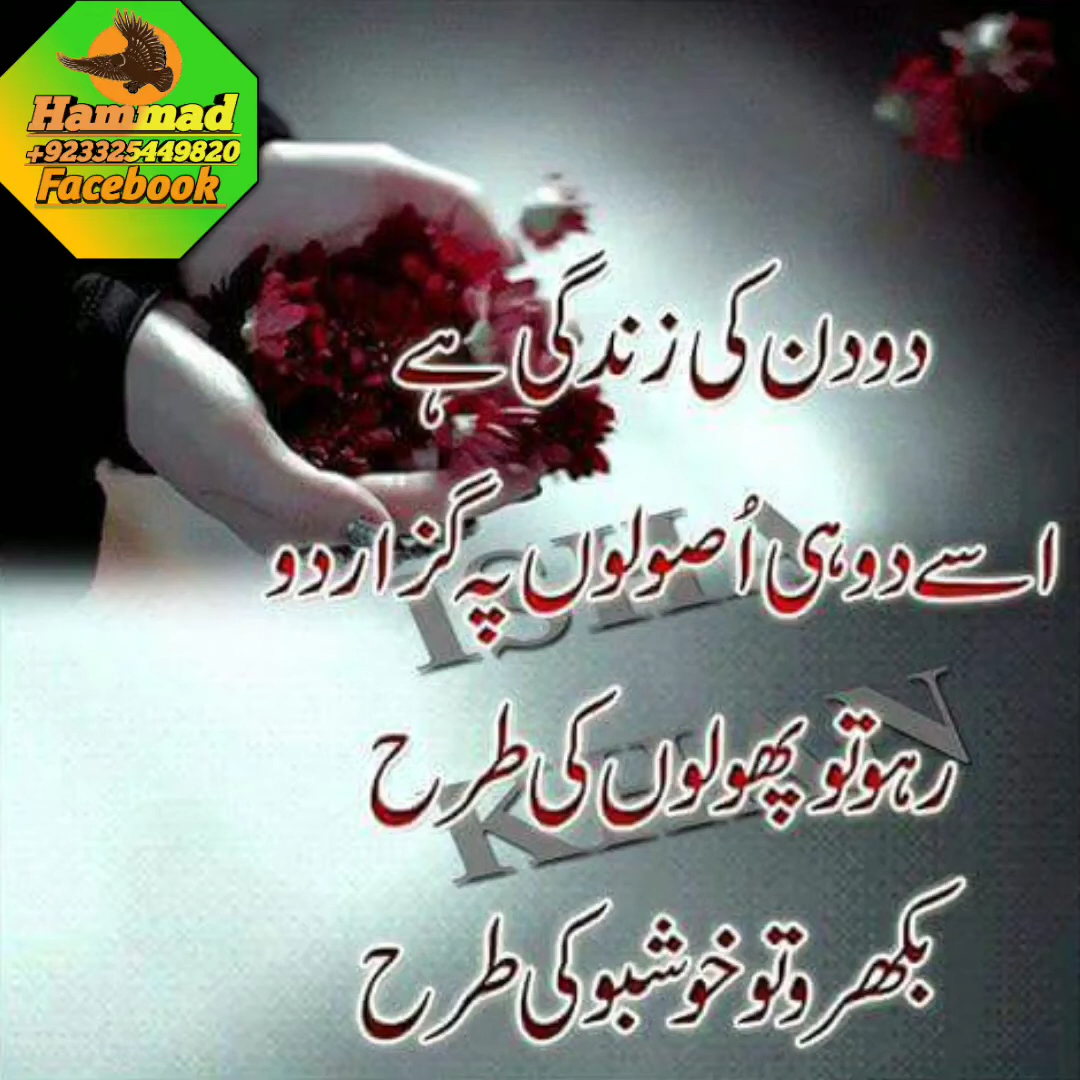 Hammad
+923325449820
Facebook
دو دن کی زندگی ہے
اسے دو ہی اُصولوں پہ گزار دو
رہو تو پھولوں کی طرح
بکھرو تو خوشبو کی طرح
ISHA
KHAN